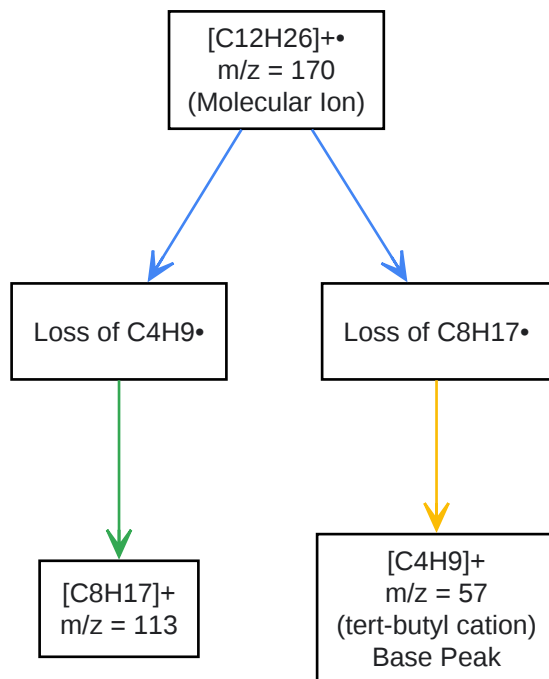 [C12H26]+•
m/z = 170
(Molecular Ion)
Loss of C4H9•
Loss of C8H17•
[C8H17]+
m/z = 113
[C4H9]+
m/z = 57
(tert-butyl cation)
Base Peak